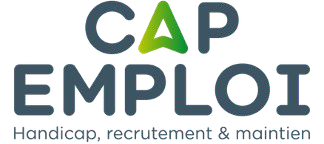 CAP
EMPLOI
Handicap, recrutement & maintien